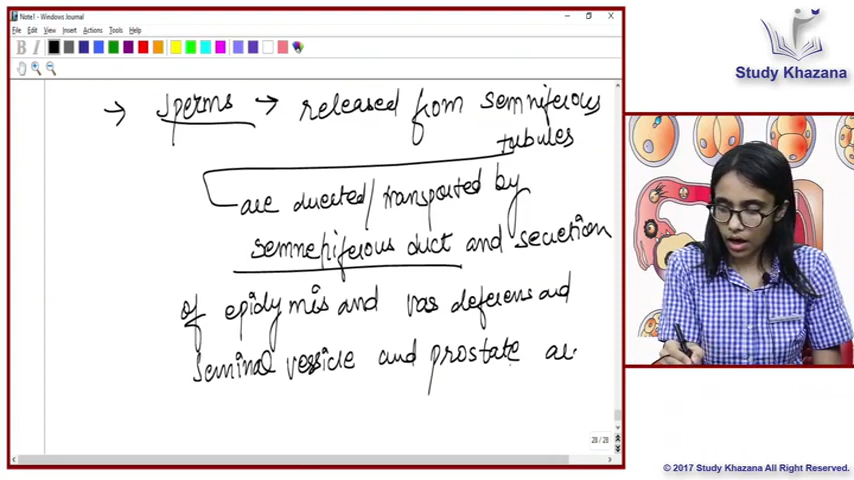 Note1 - Windows Journal
File Edit View Insert Actions Tools Help
B I
→ Sperms → released from semniferous
tubules
are ducted/transported by
semnepiferous duct and secretion
of epidymis and vas deferens and
seminal vessicle and prostate are
28 / 28
Study Khazana
© 2017 Study Khazana All Right Reserved.